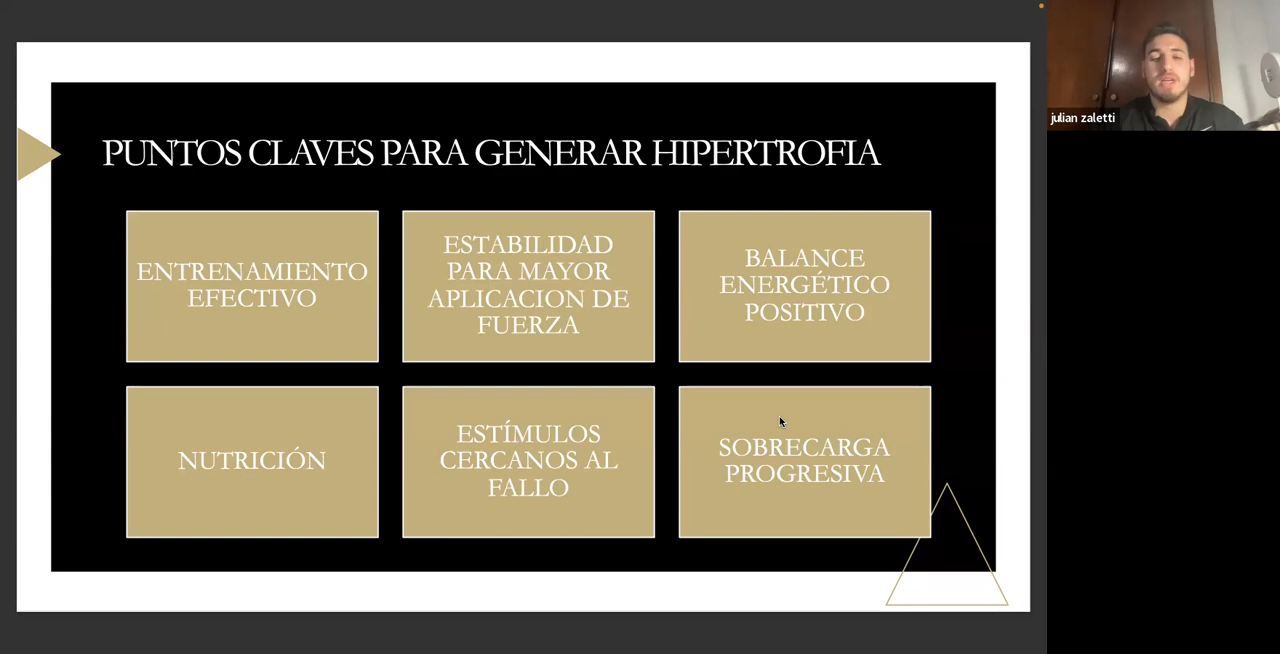 PUNTOS CLAVES PARA GENERAR HIPERTROFIA
ENTRENAMIENTO
EFECTIVO
ESTABILIDAD
PARA MAYOR
APLICACION DE
FUERZA
BALANCE
ENERGÉTICO
POSITIVO
NUTRICIÓN
ESTÍMULOS
CERCANOS AL
FALLO
SOBRECARGA
PROGRESIVA
julian zaletti